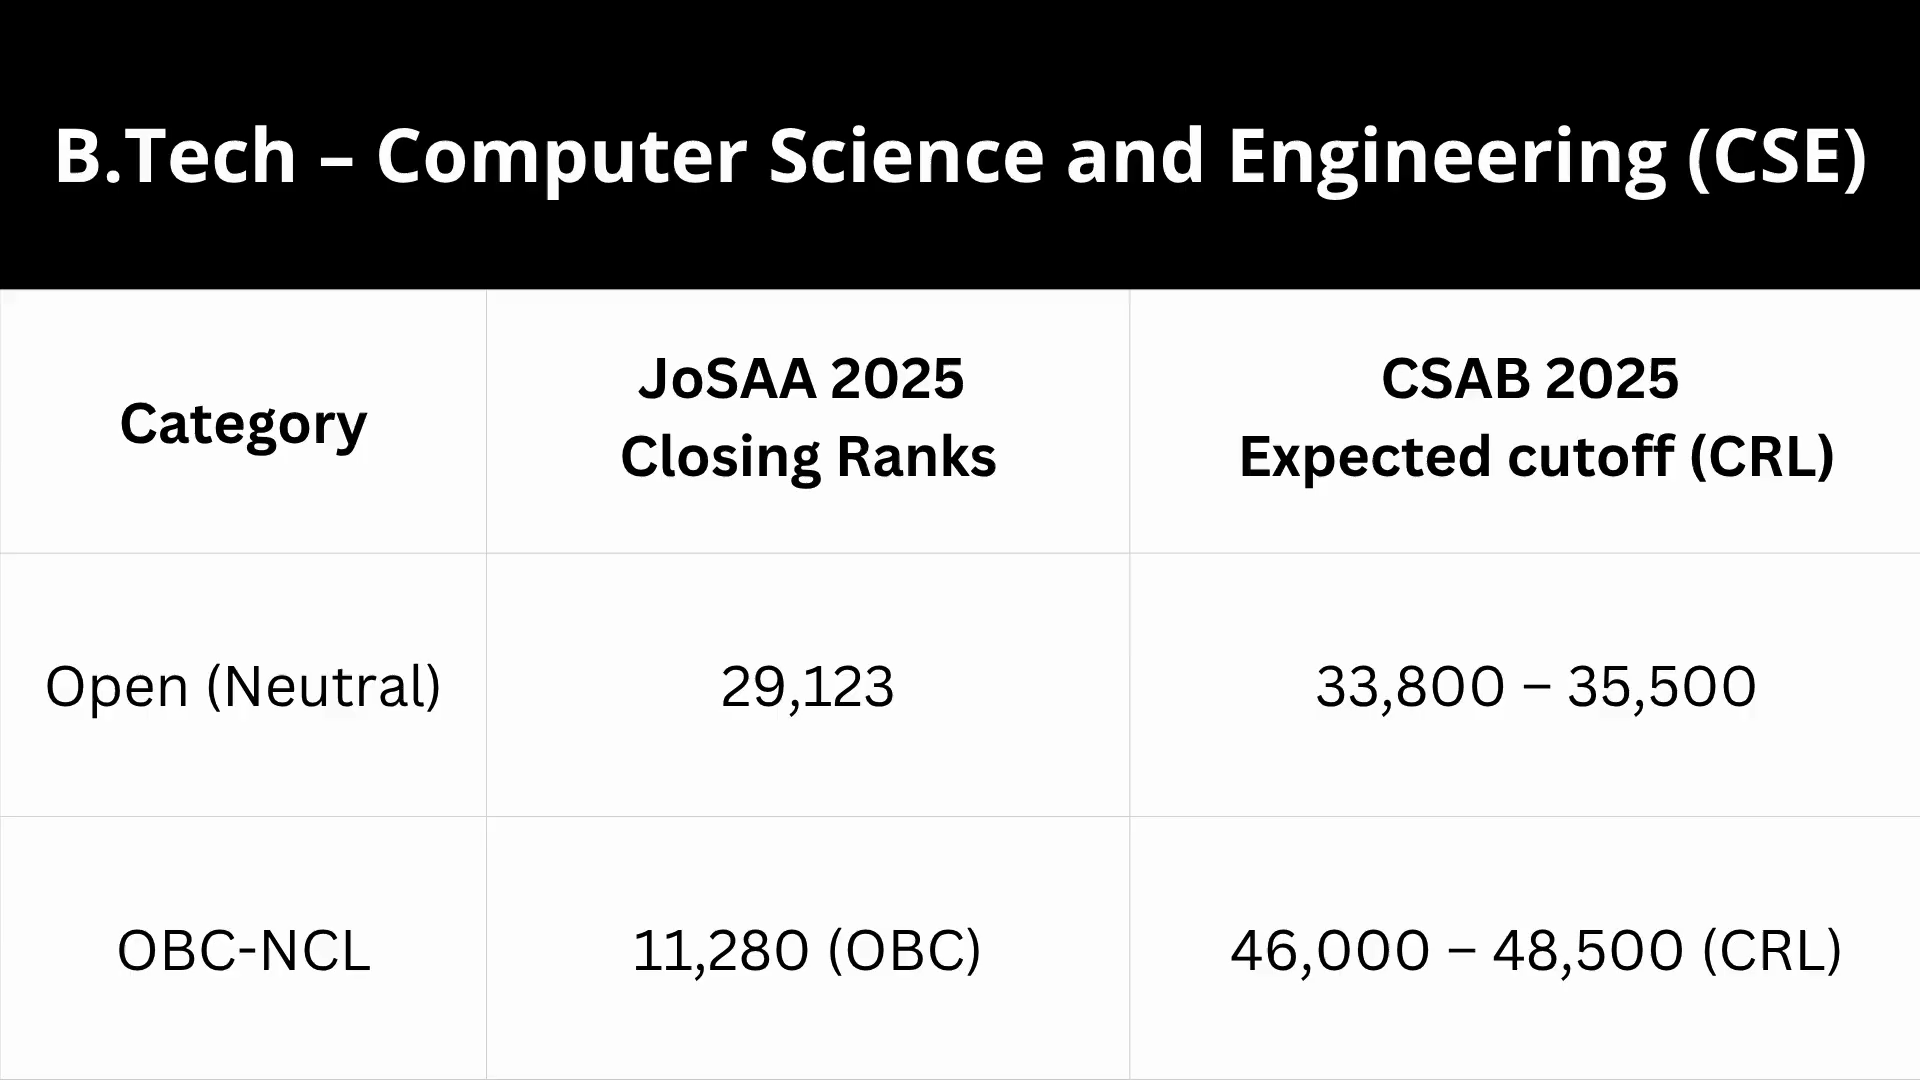 B.Tech – Computer Science and Engineering (CSE)
Category
JoSAA 2025
Closing Ranks
CSAB 2025
Expected cutoff (CRL)
Open (Neutral)
29,123
33,800 – 35,500
OBC-NCL
11,280 (OBC)
46,000 – 48,500 (CRL)